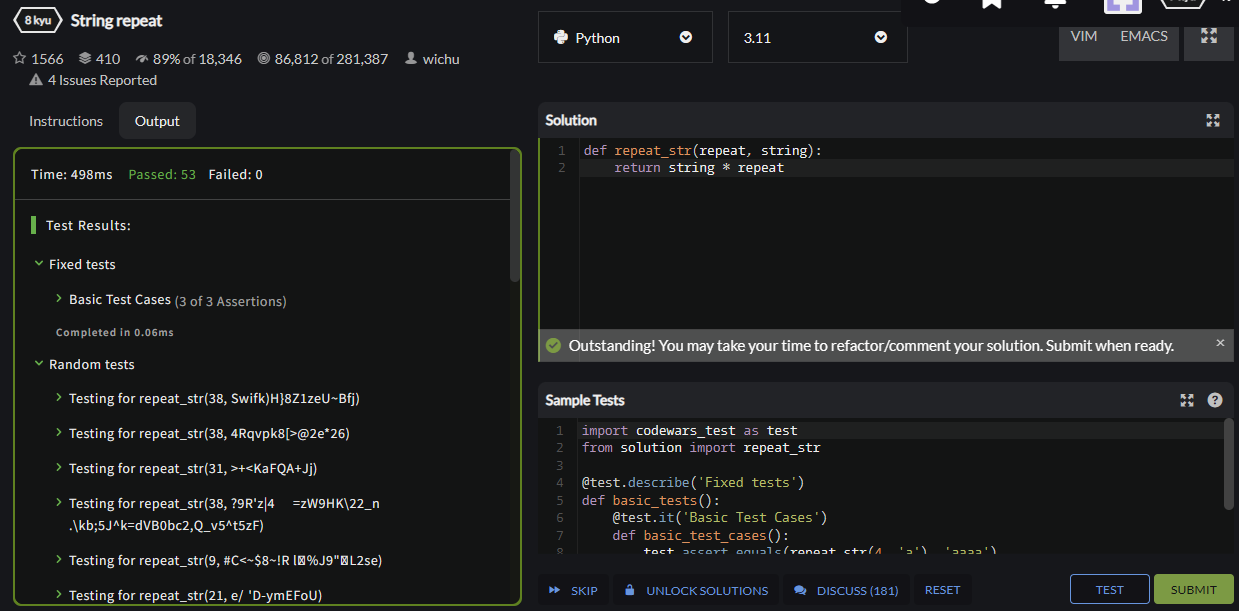 8 kyu String repeat
1566 410 89% of 18,346 86,812 of 281,387 wichu
4 Issues Reported
Instructions Output
Time: 498ms Passed: 53 Failed: 0
Test Results:
Fixed tests
Basic Test Cases (3 of 3 Assertions)
Completed in 0.06ms
Random tests
Testing for repeat_str(38, Swifk)H}8Z1zeU~Bfj)
Testing for repeat_str(38, 4Rqvpk8[>@2e*26)
Testing for repeat_str(31, >+<KaFQA+Jj)
Testing for repeat_str(38, ?9R'z|4 =zW9HK\22_n
.\kb;5J^k=dVB0bc2,Q_v5^t5zF)
Testing for repeat_str(9, #C<~$8~!R l%J9"L2se)
Testing for repeat_str(21, e/ 'D-ymEFoU)
Python 3.11 VIM EMACS
Solution
1 def repeat_str(repeat, string):
2 return string * repeat
Outstanding! You may take your time to refactor/comment your solution. Submit when ready. ×
Sample Tests ?
1 import codewars_test as test
2 from solution import repeat_str
3
4 @test.describe('Fixed tests')
5 def basic_tests():
6 @test.it('Basic Test Cases')
7 def basic_test_cases():
8 test.assert_equals(repeat_str(4, 'a'), 'aaaa')
SKIP UNLOCK SOLUTIONS DISCUSS (181) RESET TEST SUBMIT